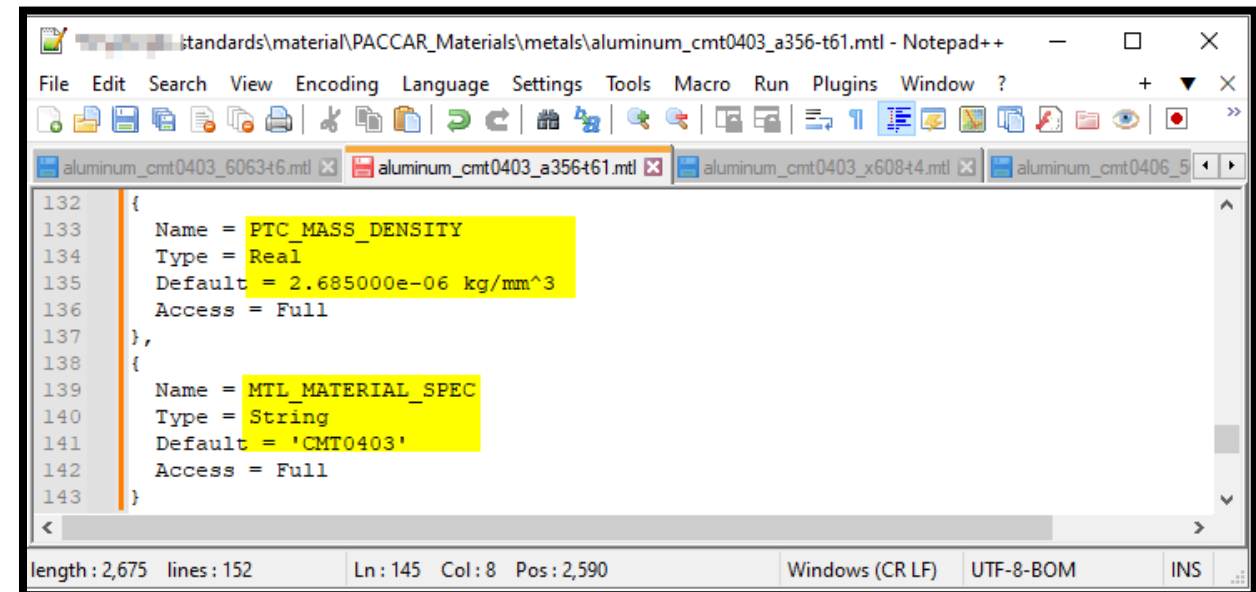 standards\material\PACCAR_Materials\metals\aluminum_cmt0403_a356-t61.mtl - Notepad++
File Edit Search View Encoding Language Settings Tools Macro Run Plugins Window ?
aluminum_cmt0403_6063-t6.mtl aluminum_cmt0403_a356-t61.mtl aluminum_cmt0403_x608-t4.mtl aluminum_cmt0406_5
132 {
133 Name = PTC_MASS_DENSITY
134 Type = Real
135 Default = 2.685000e-06 kg/mm^3
136 Access = Full
137 },
138 {
139 Name = MTL_MATERIAL_SPEC
140 Type = String
141 Default = 'CMT0403'
142 Access = Full
143 }
length : 2,675 lines : 152 Ln : 145 Col : 8 Pos : 2,590 Windows (CR LF) UTF-8-BOM INS